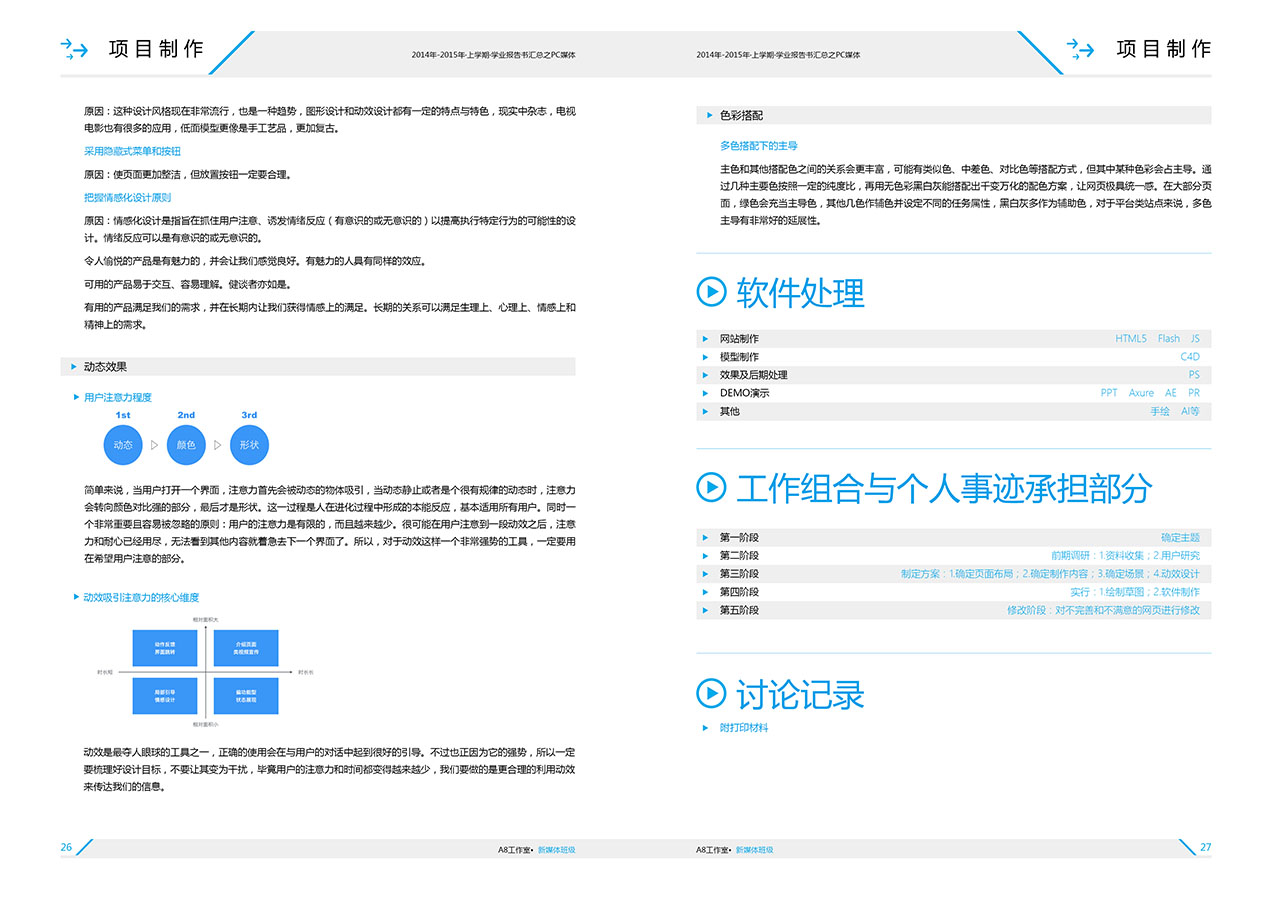 项目制作
2014年-2015年·上学期·学业报告书汇总之PC媒体
原因：这种设计风格现在非常流行，也是一种趋势，图形设计和动效设计都有一定的特点与特色，现实中杂志，电视
电影也有很多的应用，低面模型更像是手工艺品，更加复古。
采用隐藏式菜单和按钮
原因：使页面更加整洁，但放置按钮一定要合理。
把握情感化设计原则
原因：情感化设计是指旨在抓住用户注意、诱发情绪反应（有意识的或无意识的）以提高执行特定行为的可能性的设
计。情绪反应可以是有意识的或无意识的。
令人愉悦的产品是有魅力的，并会让我们感觉良好。有魅力的人具有同样的效应。
可用的产品易于交互、容易理解。健谈者亦如是。
有用的产品满足我们的需求，并在长期内让我们获得情感上的满足。长期的关系可以满足生理上、心理上、情感上和
精神上的需求。
动态效果
用户注意力程度
1st 2nd 3rd
动态 颜色 形状
简单来说，当用户打开一个界面，注意力首先会被动态的物体吸引，当动态静止或者是个很有规律的动态时，注意力
会转向颜色对比强的部分，最后才是形状。这一过程是人在进化过程中形成的本能反应，基本适用所有用户。同时一
个非常重要且容易被忽略的原则：用户的注意力是有限的，而且越来越少。很可能在用户注意到一段动效之后，注意
力和耐心已经用尽，无法看到其他内容就着急去下一个界面了。所以，对于动效这样一个非常强势的工具，一定要用
在希望用户注意的部分。
动效吸引注意力的核心维度
相对面积大
动作反馈
界面跳转
介绍页面
类视频宣传
时长短
时长长
局部引导
情感设计
辅功能型
状态展现
相对面积小
动效是最夺人眼球的工具之一，正确的使用会在与用户的对话中起到很好的引导。不过也正因为它的强势，所以一定
要梳理好设计目标，不要让其变为干扰，毕竟用户的注意力和时间都变得越来越少，我们要做的是更合理的利用动效
来传达我们的信息。
26
A8工作室• 新媒体班级
2014年-2015年·上学期·学业报告书汇总之PC媒体
项目制作
色彩搭配
多色搭配下的主导
主色和其他搭配色之间的关系会更丰富，可能有类似色、中差色、对比色等搭配方式，但其中某种色彩会占主导。通
过几种主要色按照一定的纯度比，再用无色彩黑白灰能搭配出千变万化的配色方案，让网页极具统一感。在大部分页
面，绿色会充当主导色，其他几色作辅色并设定不同的任务属性，黑白灰多作为辅助色，对于平台类站点来说，多色
主导有非常好的延展性。
软件处理
网站制作 HTML5 Flash JS
模型制作 C4D
效果及后期处理 PS
DEMO演示 PPT Axure AE PR
其他 手绘 AI等
工作组合与个人事迹承担部分
第一阶段 确定主题
第二阶段 前期调研：1.资料收集；2.用户研究
第三阶段 制定方案：1.确定页面布局；2.确定制作内容；3.确定场景；4.动效设计
第四阶段 实行：1.绘制草图；2.软件制作
第五阶段 修改阶段：对不完善和不满意的网页进行修改
讨论记录
附打印材料
A8工作室• 新媒体班级
27